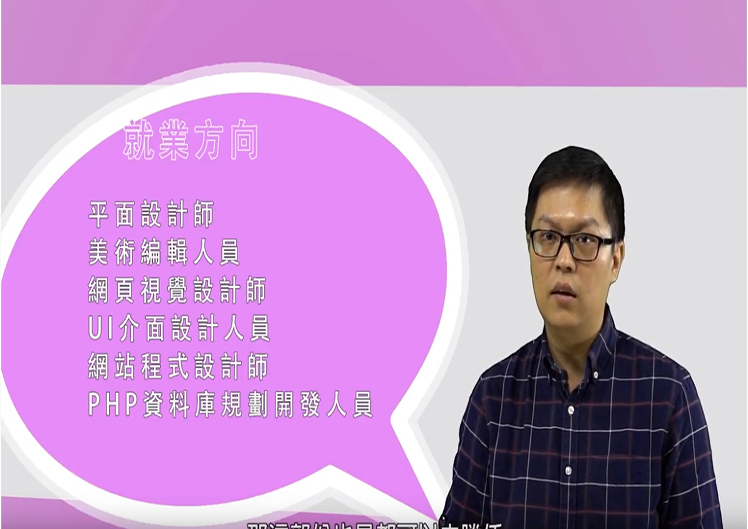 就業方向
平面設計師
美術編輯人員
網頁視覺設計師
UI介面設計人員
網站程式設計師
PHP資料庫規劃開發人員